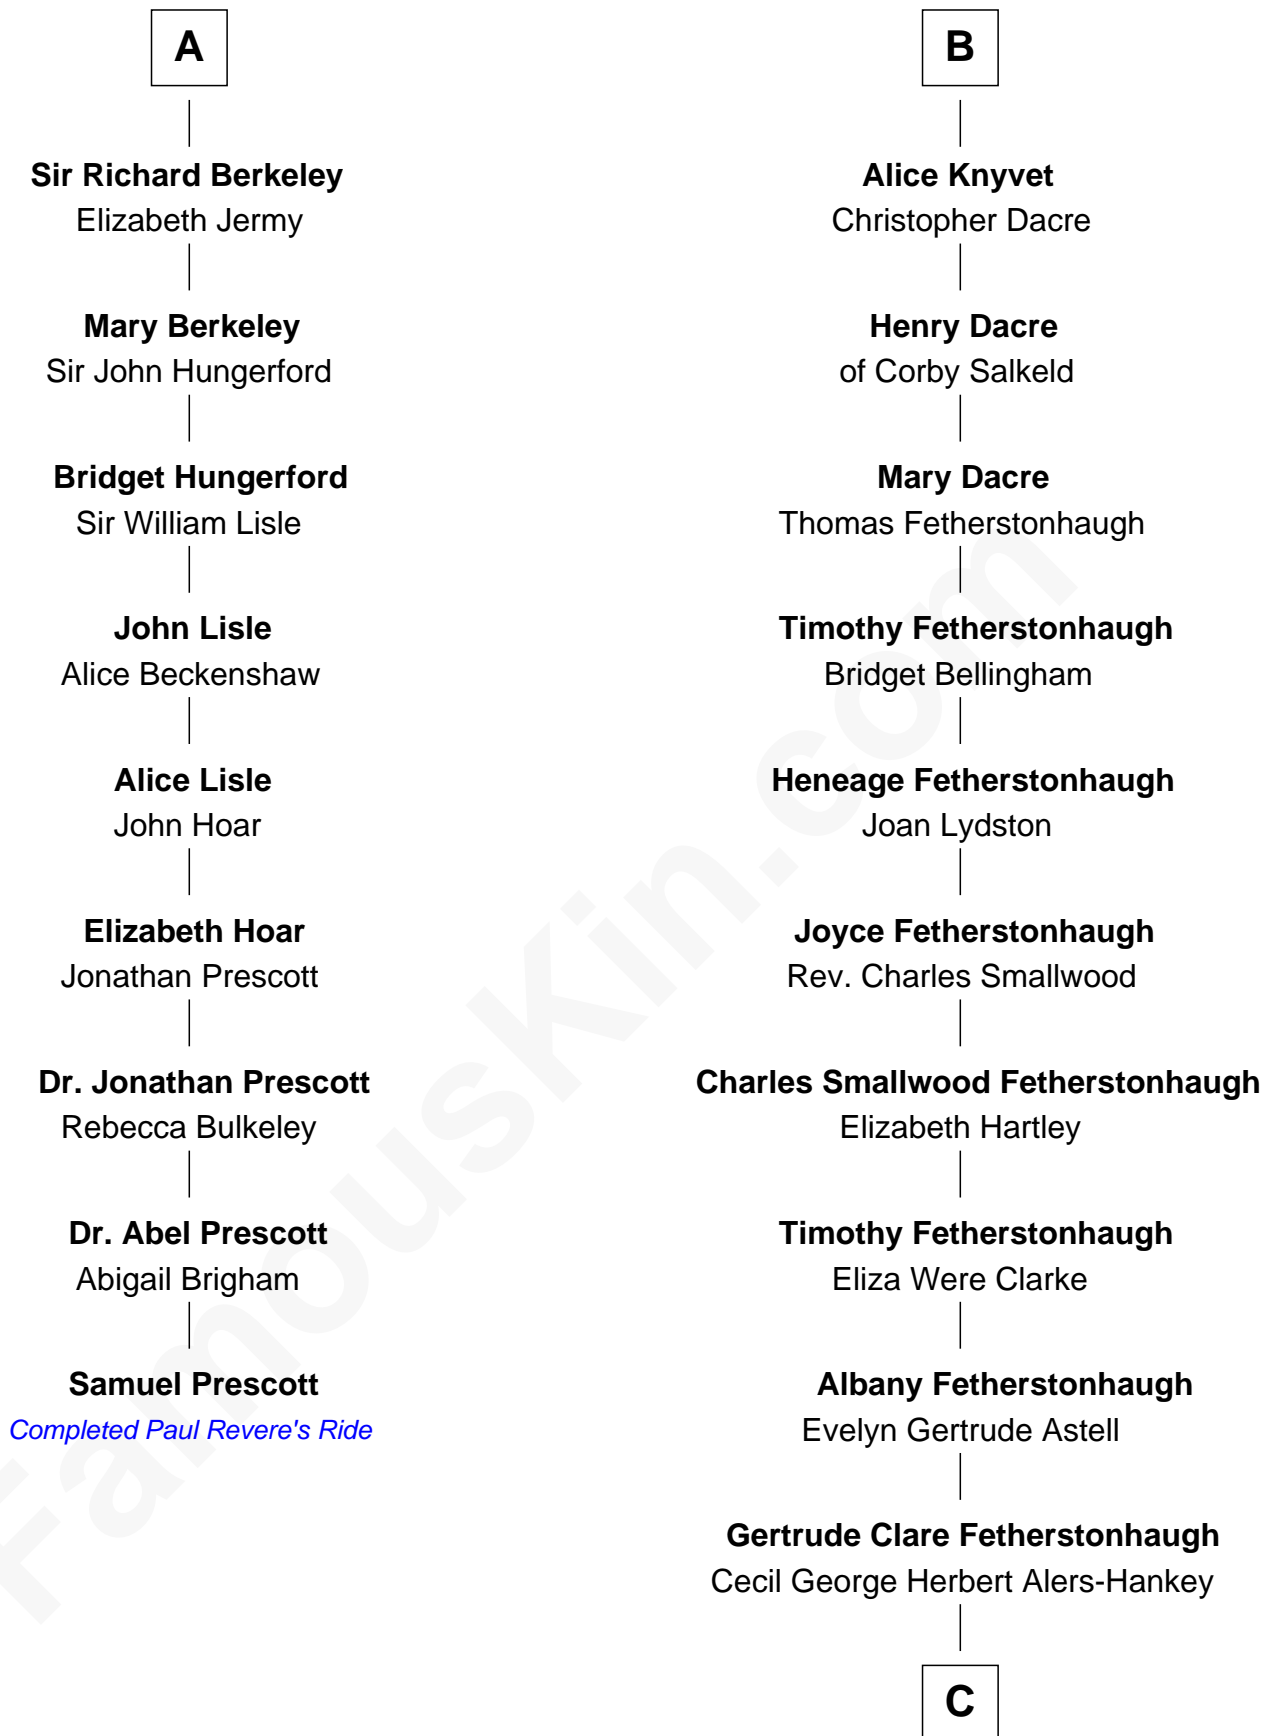 A
Sir Richard Berkeley
Elizabeth Jermy
Mary Berkeley
Sir John Hungerford
Bridget Hungerford
Sir William Lisle
John Lisle
Alice Beckenshaw
Alice Lisle
John Hoar
Elizabeth Hoar
Jonathan Prescott
Dr. Jonathan Prescott
Rebecca Bulkeley
Dr. Abel Prescott
Abigail Brigham
Samuel Prescott
Completed Paul Revere's Ride
B
Alice Knyvet
Christopher Dacre
Henry Dacre
of Corby Salkeld
Mary Dacre
Thomas Fetherstonhaugh
Timothy Fetherstonhaugh
Bridget Bellingham
Heneage Fetherstonhaugh
Joan Lydston
Joyce Fetherstonhaugh
Rev. Charles Smallwood
Charles Smallwood Fetherstonhaugh
Elizabeth Hartley
Timothy Fetherstonhaugh
Eliza Were Clarke
Albany Fetherstonhaugh
Evelyn Gertrude Astell
Gertrude Clare Fetherstonhaugh
Cecil George Herbert Alers-Hankey
C
FamousKin.com